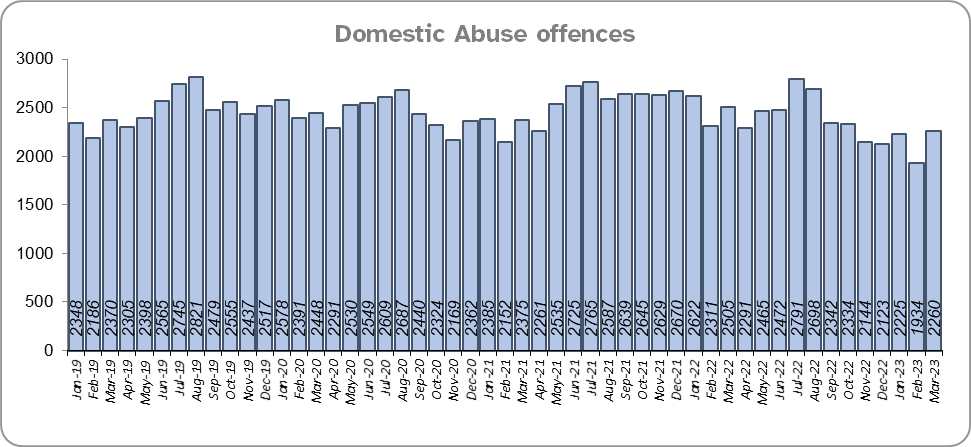 Domestic Abuse offences
3000
2500
2000
1500
1000
500
0
2348 2186 2370 2305 2398 2565 2745 2821 2479 2555 2437 2517 2578 2391 2448 2291 2530 2549 2609 2687 2440 2324 2169 2362 2385 2152 2375 2261 2535 2725 2765 2587 2639 2645 2629 2670 2622 2311 2505 2291 2465 2472 2791 2698 2342 2334 2144 2123 2225 1934 2260
Jan-19 Feb-19 Mar-19 Apr-19 May-19 Jun-19 Jul-19 Aug-19 Sep-19 Oct-19 Nov-19 Dec-19 Jan-20 Feb-20 Mar-20 Apr-20 May-20 Jun-20 Jul-20 Aug-20 Sep-20 Oct-20 Nov-20 Dec-20 Jan-21 Feb-21 Mar-21 Apr-21 May-21 Jun-21 Jul-21 Aug-21 Sep-21 Oct-21 Nov-21 Dec-21 Jan-22 Feb-22 Mar-22 Apr-22 May-22 Jun-22 Jul-22 Aug-22 Sep-22 Oct-22 Nov-22 Dec-22 Jan-23 Feb-23 Mar-23